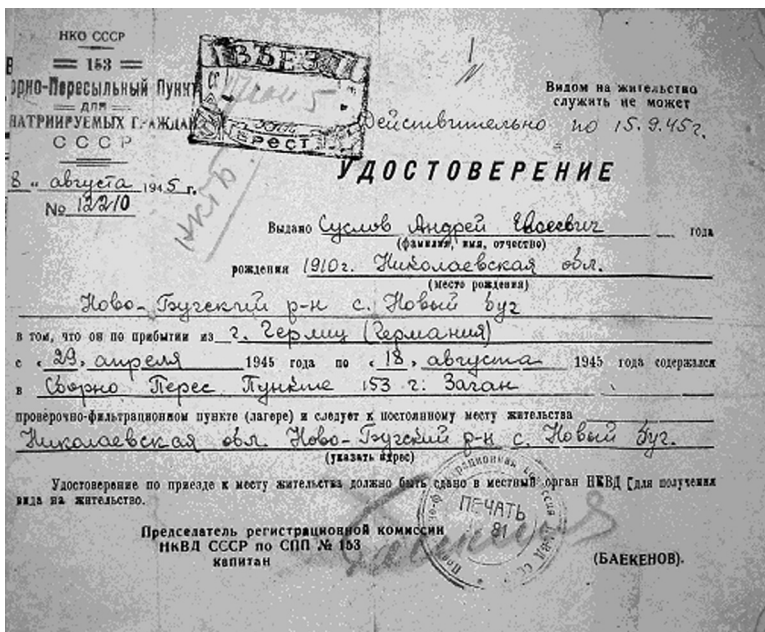 НКО СССР
153
орно-Пересыльный Пункт
ДЛЯ
ПАТРИИРУЕМЫХ ГРАЖДАН
СССР
8 " августа 1945 г.
№ 12210
ВЪЕЗД
БРЕСТ
НКГБ
Видом на жительство
служить не может
Действительно по 15.9.45г.
УДОСТОВЕРЕНИЕ
Выдано Суслов Андрей Евсеевич года
(фамилия, имя, отчество)
рождения 1910г. Николаевская обл.
(место рождения)
Ново-Бугский р-н с. Новый Буг
в том, что он по прибытии из г. Герлиц (Германия)
с "29" апреля 1945 года по "18" августа 1945 года содержался
в Сборно Перес Пункте 153 г. Заган
проверочно-фильтрационном пункте (лагере) и следует к постоянному месту жительства
Николаевская обл Ново-Бугский р-н с. Новый Буг.
(указать адрес)
Удостоверение по приезде к месту жительства должно быть сдано в местный орган НКВД для получения
вида на жительство.
Председатель регистрационной комиссии
НКВД СССР по СПП № 153
капитан
(БАЕКЕНОВ).
ПЕЧАТЬ
81